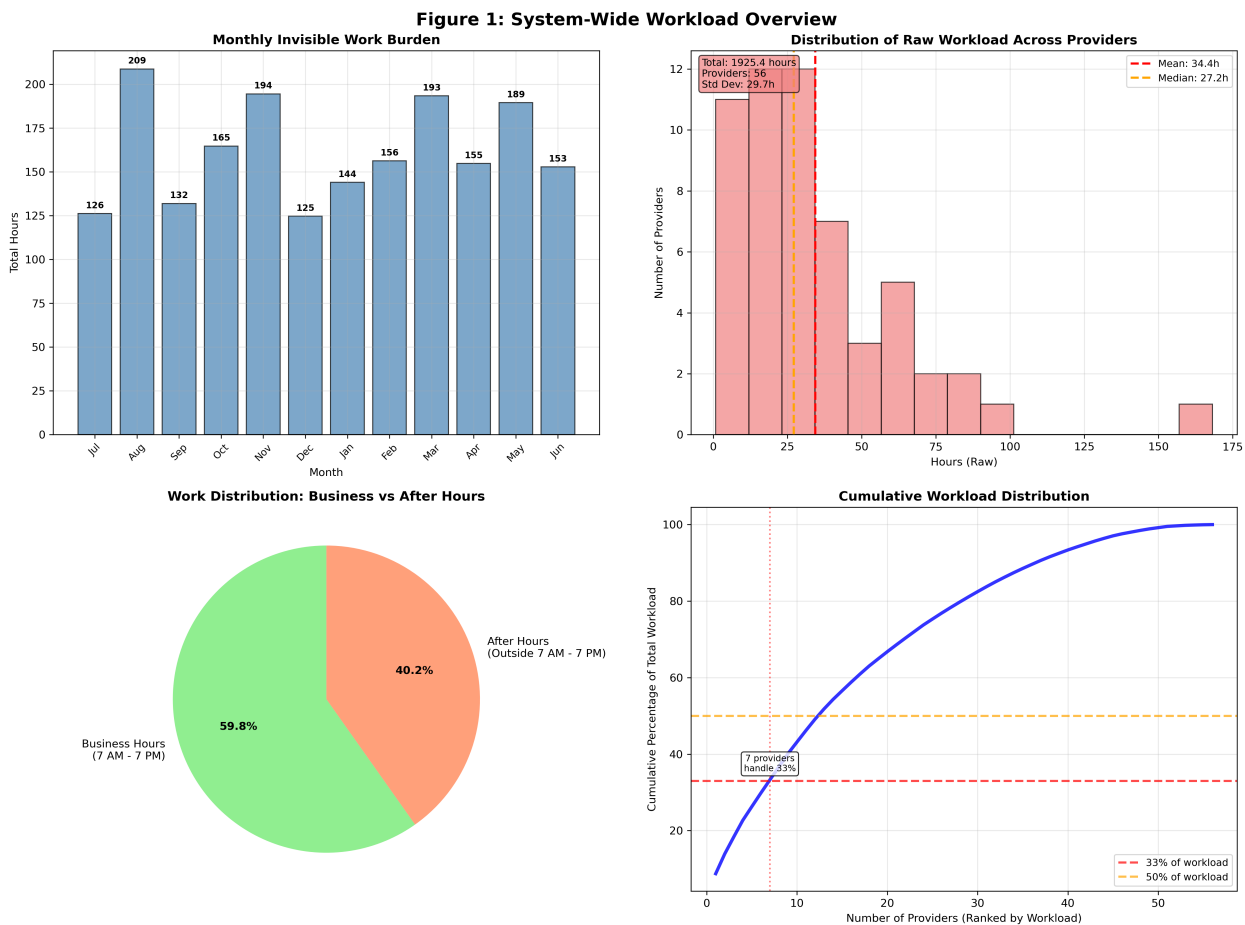 Figure 1: System-Wide Workload Overview
Monthly Invisible Work Burden
Total Hours
200
175
150
125
100
75
50
25
0
126
209
132
165
194
125
144
156
193
155
189
153
Jul
Aug
Sep
Oct
Nov
Dec
Jan
Feb
Mar
Apr
May
Jun
Month
Distribution of Raw Workload Across Providers
Total: 1925.4 hours
Providers: 56
Std Dev: 29.7h
Mean: 34.4h
Median: 27.2h
Number of Providers
12
10
8
6
4
2
0
0
25
50
75
100
125
150
175
Hours (Raw)
Work Distribution: Business vs After Hours
After Hours
(Outside 7 AM - 7 PM)
40.2%
59.8%
Business Hours
(7 AM - 7 PM)
Cumulative Workload Distribution
Cumulative Percentage of Total Workload
100
80
60
40
20
7 providers
handle 33%
33% of workload
50% of workload
0
10
20
30
40
50
Number of Providers (Ranked by Workload)